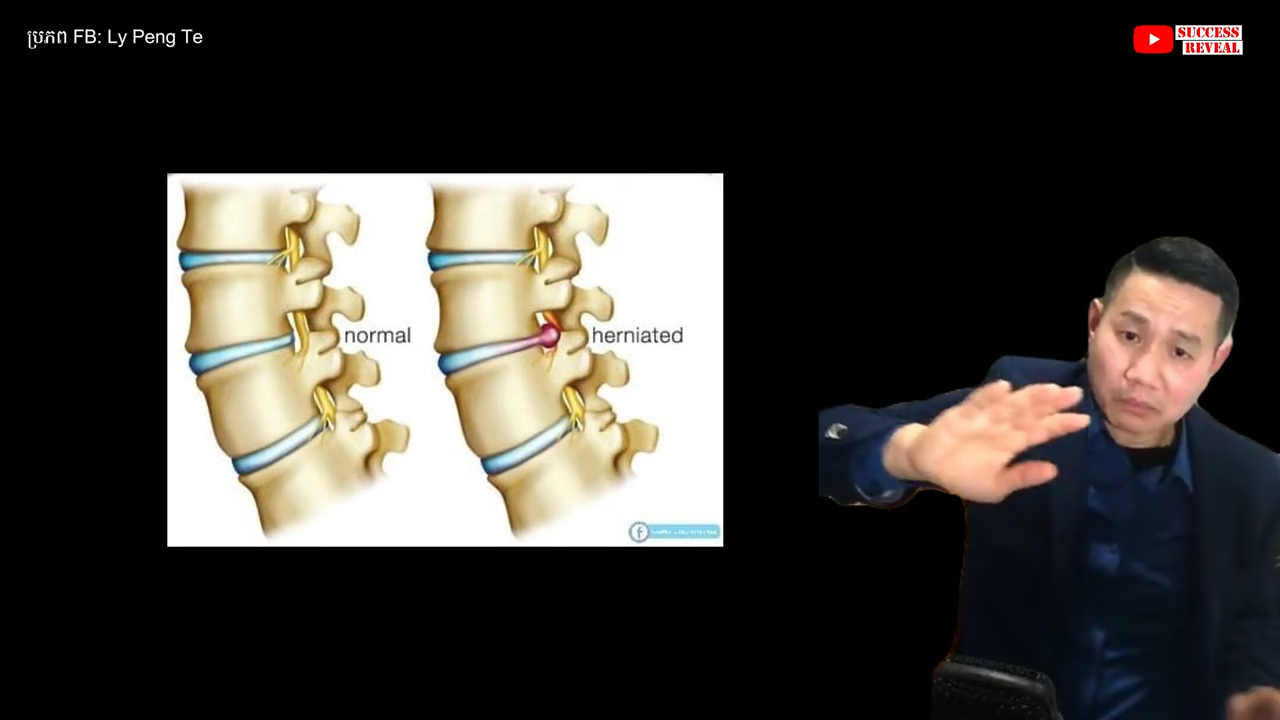 ប្រភព FB: Ly Peng Te
SUCCESS
REVEAL
normal
herniated